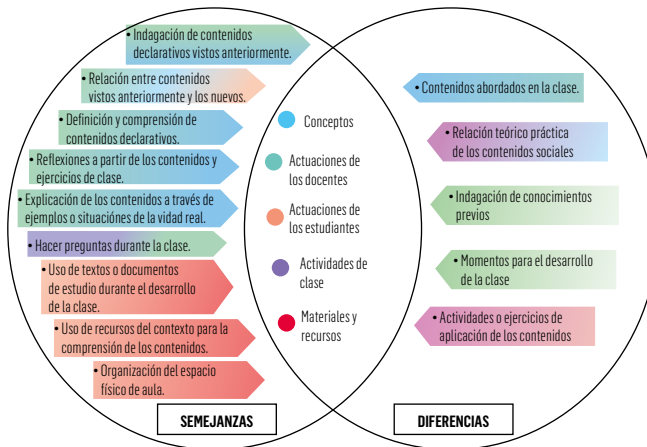 • Indagación de contenidos
declarativos vistos anteriormente.
• Relación entre contenidos
vistos anteriormente y los nuevos.
• Definición y comprensión de
contenidos declarativos.
• Reflexiones a partir de los contenidos y
ejercicios de clase.
• Explicación de los contenidos a través de
ejemplos o situaciónes de la vidad real.
• Hacer preguntas durante la clase.
• Uso de textos o documentos
de estudio durante el desarrollo
de la clase.
• Uso de recursos del contexto para la
comprensión de los contenidos.
• Organización del espacio
físico de aula.
SEMEJANZAS
Conceptos
Actuaciones de
los docentes
Actuaciones de
los estudiantes
Actividades de
clase
Materiales y
recursos
• Contenidos abordados en la clase.
• Relación teórico práctica
de los contenidos sociales
• Indagación de conocimientos
previos
• Momentos para el desarrollo
de la clase
• Actividades o ejercicios de
aplicación de los contenidos
DIFERENCIAS